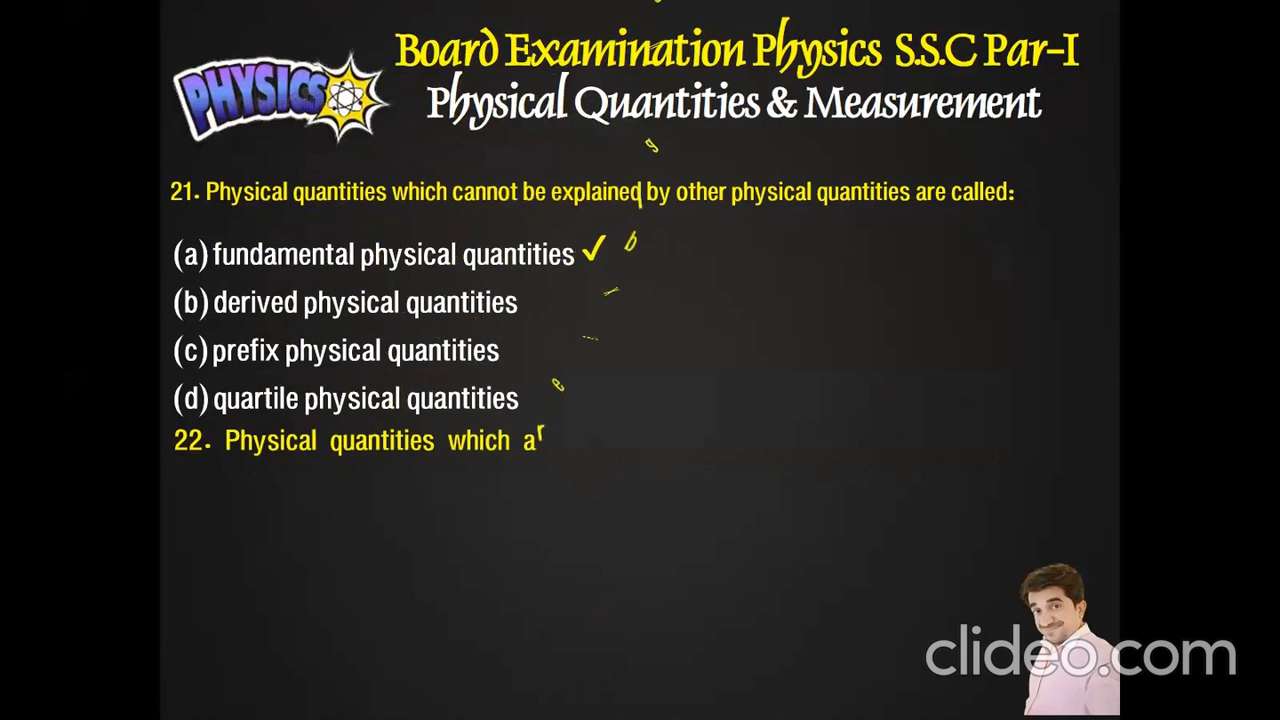 Board Examination Physics S.S.C Par-I
PHYSICS
Physical Quantities & Measurement
21. Physical quantities which cannot be explained by other physical quantities are called:
(a) fundamental physical quantities ✓
(b) derived physical quantities
(c) prefix physical quantities
(d) quartile physical quantities
22. Physical quantities which ar
clideo.com